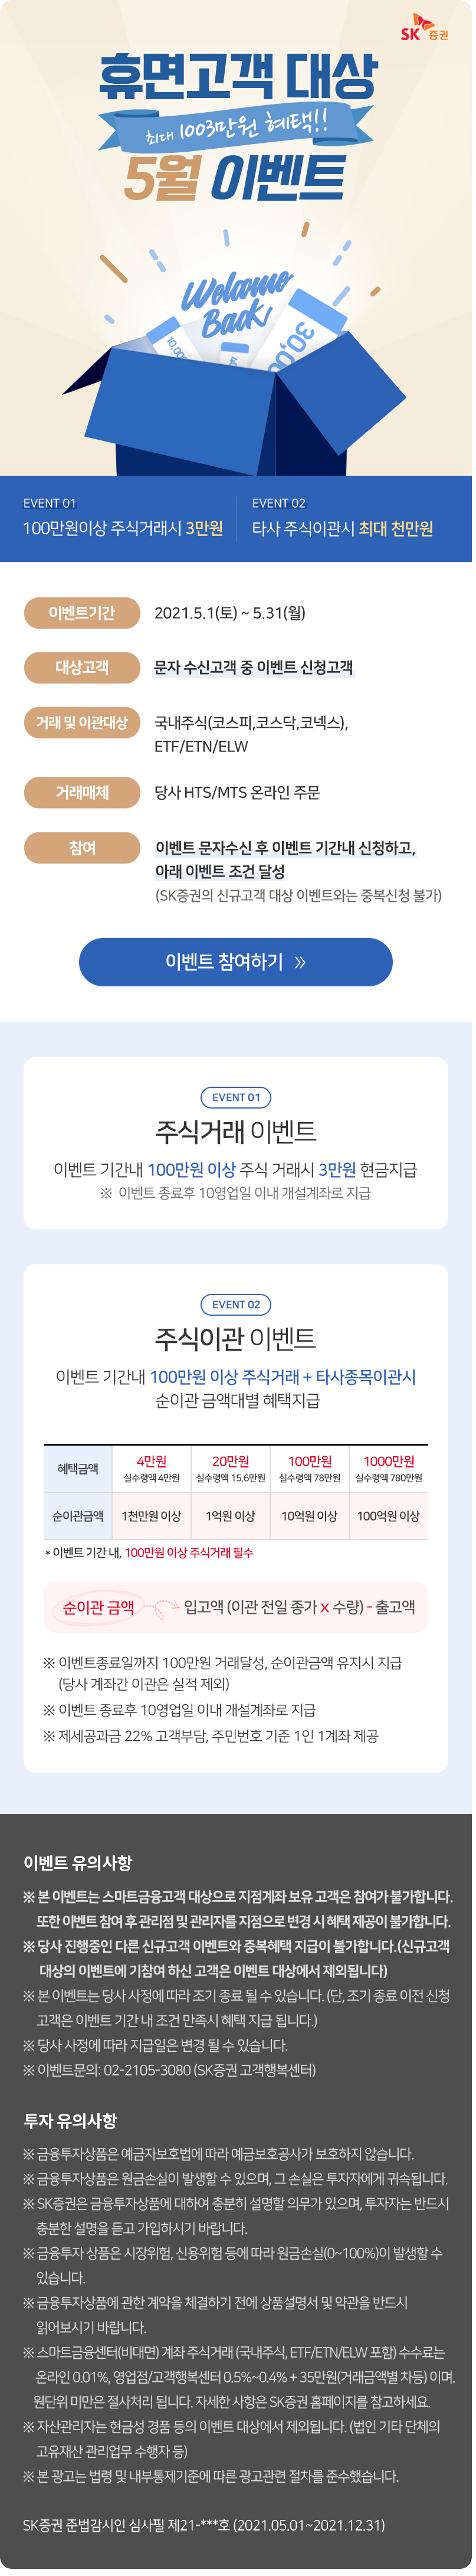 SK 증권
휴면고객 대상
최대 1003만원 혜택!!
5월 이벤트
Welcome
Back
10,00
30,00
EVENT 01
100만원이상 주식거래시 3만원
EVENT 02
타사 주식이관시 최대 천만원
이벤트기간
2021.5.1(토) ~ 5.31(월)
대상고객
문자 수신고객 중 이벤트 신청고객
거래 및 이관대상
국내주식(코스피,코스닥,코넥스),
ETF/ETN/ELW
거래매체
당사 HTS/MTS 온라인 주문
참여
이벤트 문자수신 후 이벤트 기간내 신청하고,
아래 이벤트 조건 달성
(SK증권의 신규고객 대상 이벤트와는 중복신청 불가)
이벤트 참여하기 »
EVENT 01
주식거래 이벤트
이벤트 기간내 100만원 이상 주식 거래시 3만원 현금지급
※ 이벤트 종료후 10영업일 이내 개설계좌로 지급
EVENT 02
주식이관 이벤트
이벤트 기간내 100만원 이상 주식거래 + 타사종목이관시
순이관 금액대별 혜택지급
혜택금액 4만원 20만원 100만원 1000만원
실수령액 4만원 실수령액 15.6만원 실수령액 78만원 실수령액 780만원
순이관금액 1천만원 이상 1억원 이상 10억원 이상 100억원 이상
* 이벤트 기간 내, 100만원 이상 주식거래 필수
순이관 금액 입고액 (이관 전일 종가 x 수량) - 출고액
※ 이벤트종료일까지 100만원 거래달성, 순이관금액 유지시 지급
(당사 계좌간 이관은 실적 제외)
※ 이벤트 종료후 10영업일 이내 개설계좌로 지급
※ 제세공과금 22% 고객부담, 주민번호 기준 1인 1계좌 제공
이벤트 유의사항
※ 본 이벤트는 스마트금융고객 대상으로 지점계좌 보유 고객은 참여가 불가합니다.
또한 이벤트 참여 후 관리점 및 관리자를 지점으로 변경 시 혜택 제공이 불가합니다.
※ 당사 진행중인 다른 신규고객 이벤트와 중복혜택 지급이 불가합니다.(신규고객
대상의 이벤트에 기참여 하신 고객은 이벤트 대상에서 제외됩니다)
※ 본 이벤트는 당사 사정에 따라 조기 종료 될 수 있습니다. (단, 조기 종료 이전 신청
고객은 이벤트 기간 내 조건 만족시 혜택 지급 됩니다.)
※ 당사 사정에 따라 지급일은 변경 될 수 있습니다.
※ 이벤트문의: 02-2105-3080 (SK증권 고객행복센터)
투자 유의사항
※ 금융투자상품은 예금자보호법에 따라 예금보호공사가 보호하지 않습니다.
※ 금융투자상품은 원금손실이 발생할 수 있으며, 그 손실은 투자자에게 귀속됩니다.
※ SK증권은 금융투자상품에 대하여 충분히 설명할 의무가 있으며, 투자자는 반드시
충분한 설명을 듣고 가입하시기 바랍니다.
※ 금융투자 상품은 시장위험, 신용위험 등에 따라 원금손실(0~100%)이 발생할 수
있습니다.
※ 금융투자상품에 관한 계약을 체결하기 전에 상품설명서 및 약관을 반드시
읽어보시기 바랍니다.
※ 스마트금융센터(비대면) 계좌 주식거래 (국내주식, ETF/ETN/ELW 포함) 수수료는
온라인 0.01%, 영업점/고객행복센터 0.5%~0.4% + 35만원(거래금액별 차등) 이며.
원단위 미만은 절사처리 됩니다. 자세한 사항은 SK증권 홈페이지를 참고하세요.
※ 자산관리자는 현금성 경품 등의 이벤트 대상에서 제외됩니다. (법인 기타 단체의
고유재산 관리업무 수행자 등)
※ 본 광고는 법령 및 내부통제기준에 따른 광고관련 절차를 준수했습니다.
SK증권 준법감시인 심사필 제21-***호 (2021.05.01~2021.12.31)